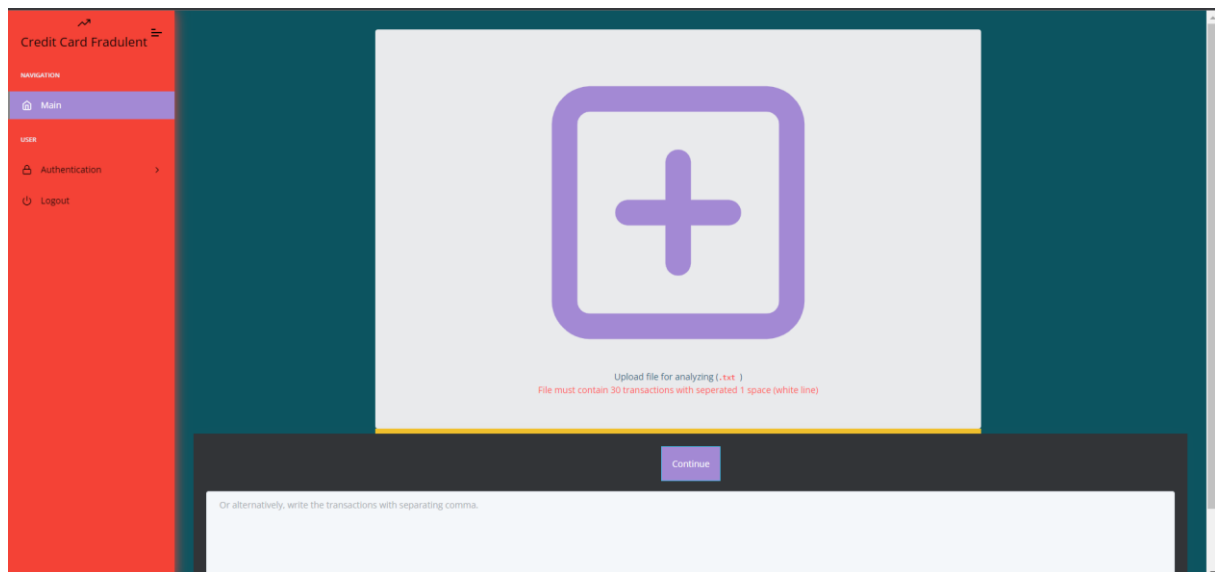 Credit Card Fradulent
NAVIGATION
Main
USER
Authentication
Logout
Upload file for analyzing (.txt )
File must contain 30 transactions with seperated 1 space (white line)
Continue
Or alternatively, write the transactions with separating comma.